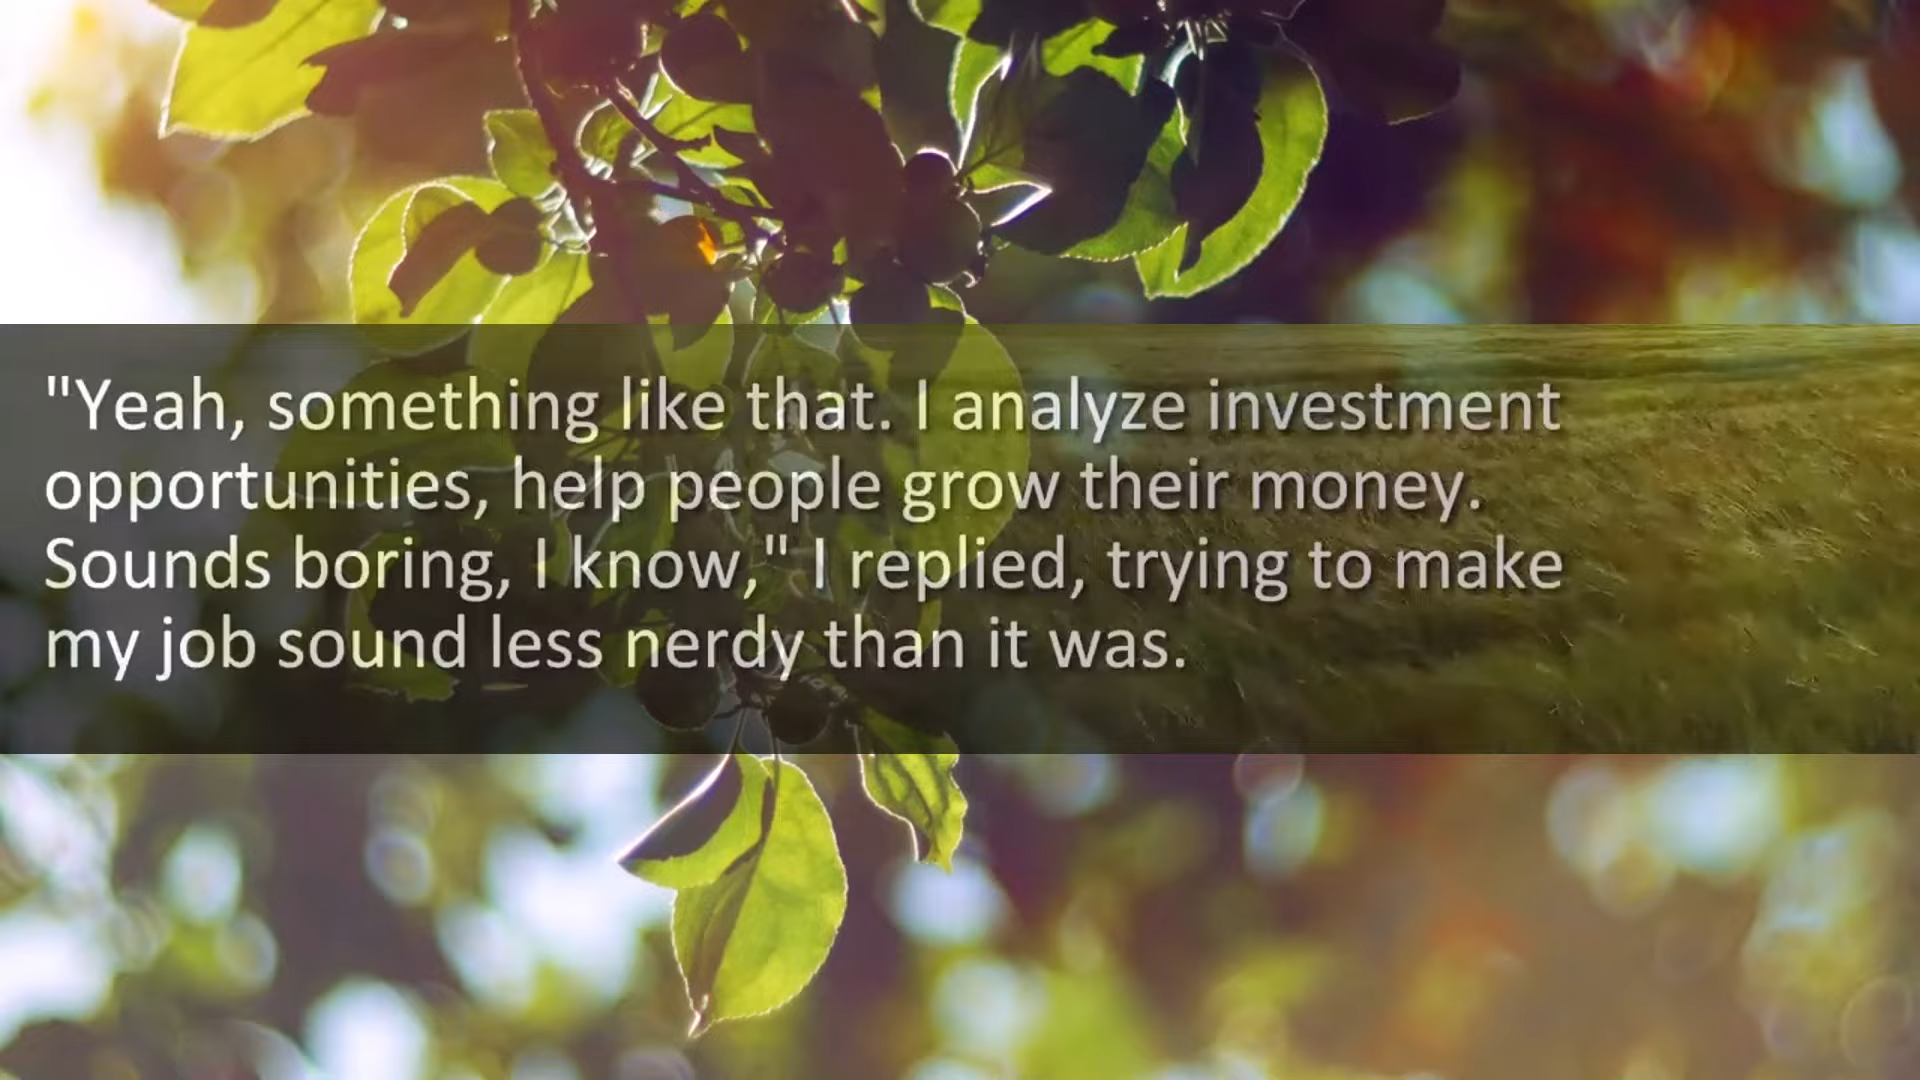 "Yeah, something like that. I analyze investment
opportunities, help people grow their money.
Sounds boring, I know," I replied, trying to make
my job sound less nerdy than it was.